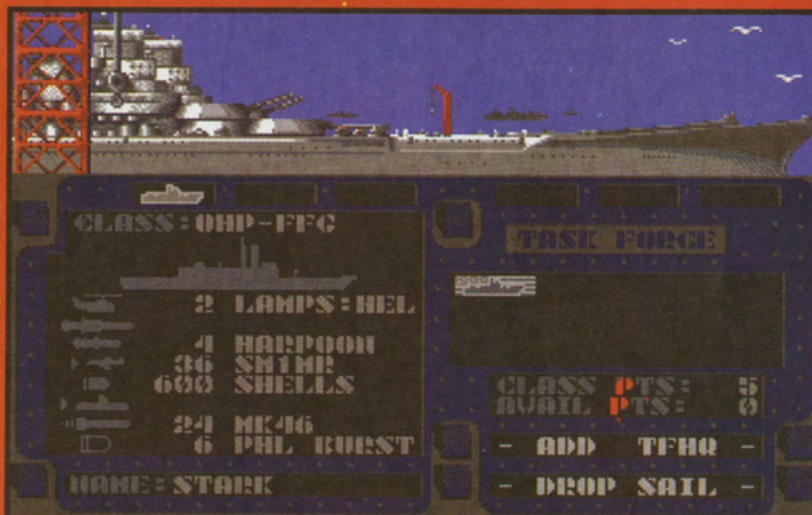 CLASS:OHP-FFG
2 LAMPS:HEL
4 HARPOON
36 SM1MR
600 SHELLS
24 MK46
6 PHL BURST
NAME:STARK
TASK FORCE
CLASS PTS: 5
AVAIL PTS: 0
- ADD TFHQ -
- DROP SAIL -